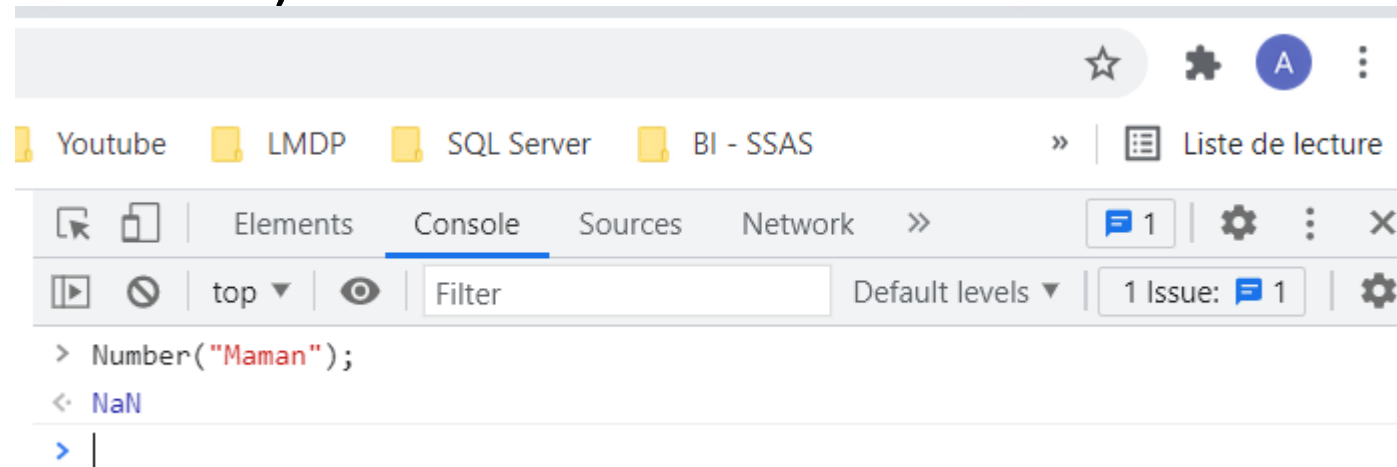 A
Youtube LMDP SQL Server BI - SSAS » Liste de lecture
Elements Console Sources Network » 1
top ▼ Filter Default levels ▼ 1 Issue: 1
> Number("Maman");
<· NaN
>